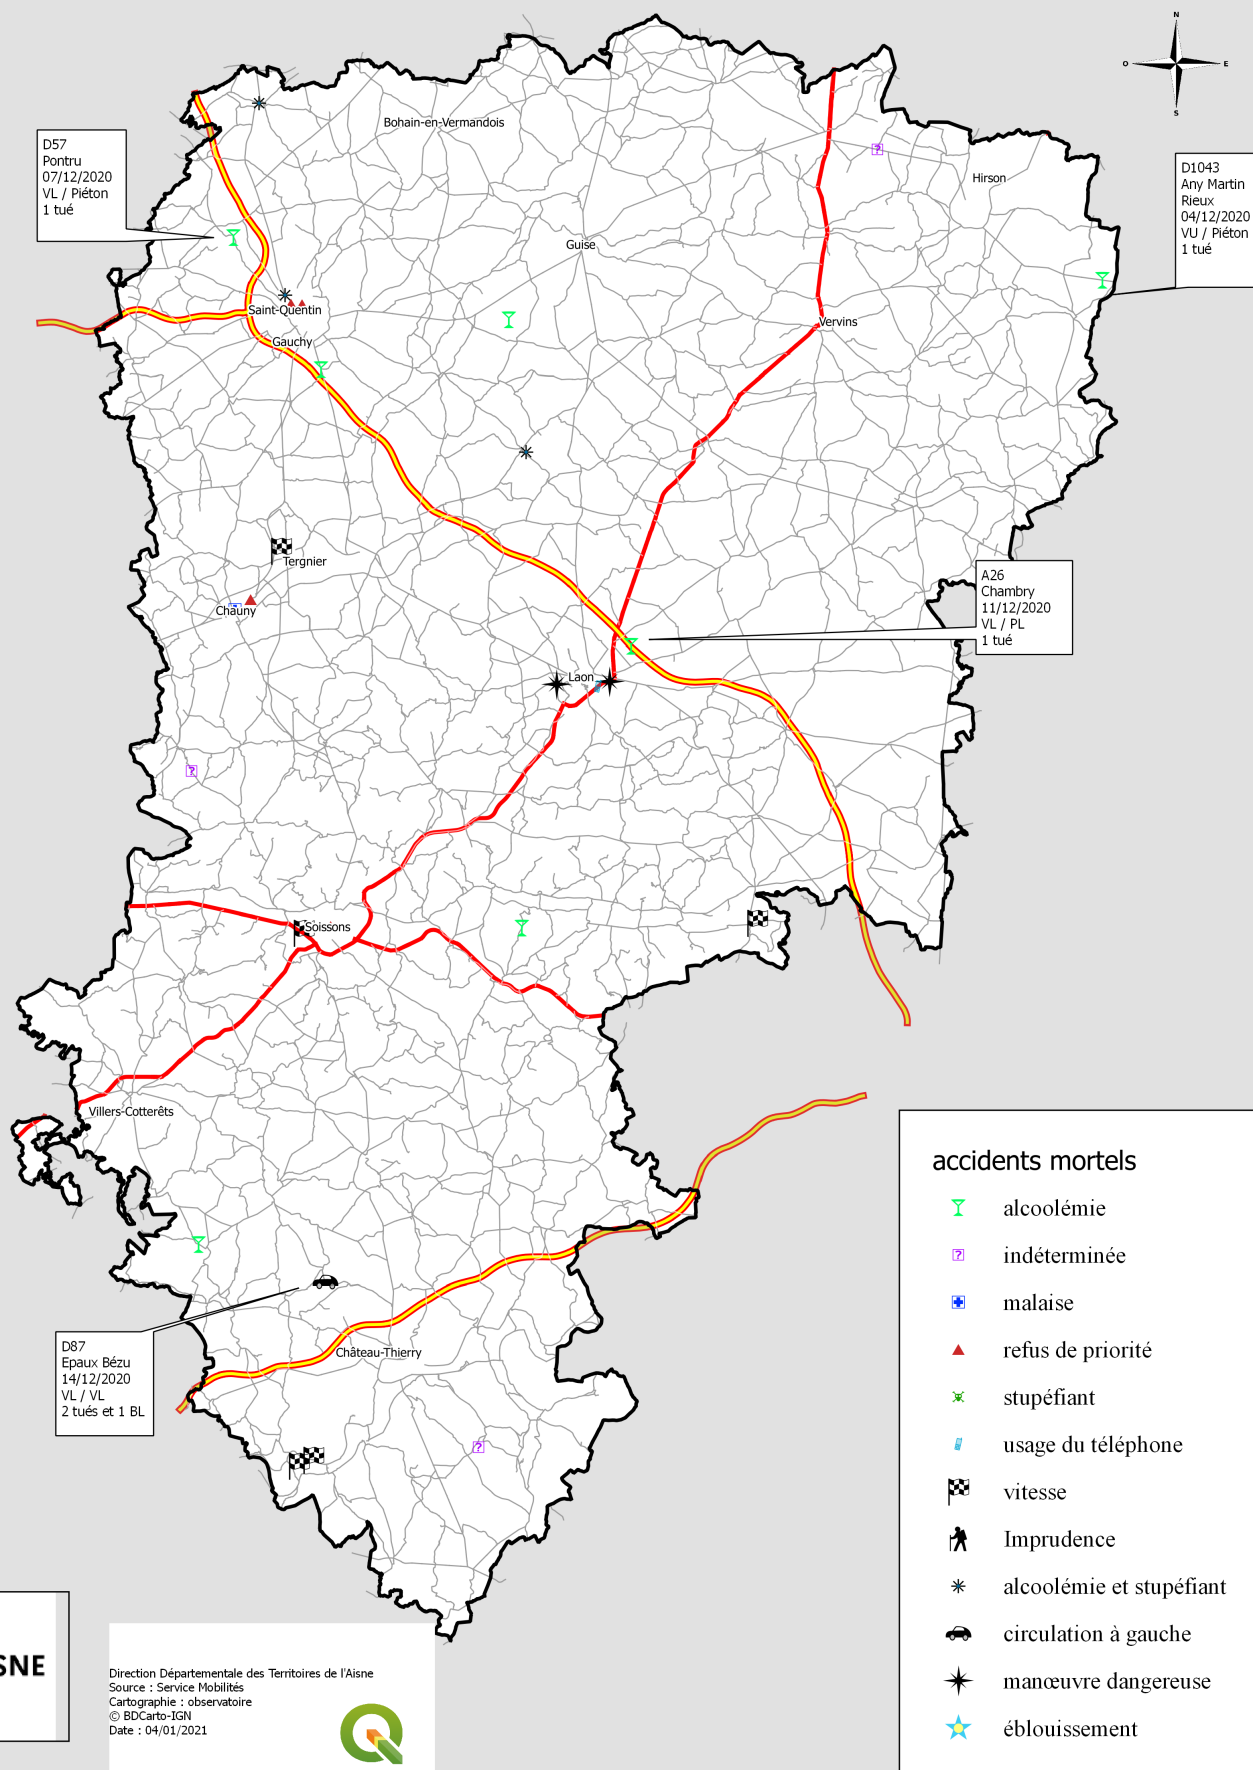 N
O
E
S
D57
Pontru
07/12/2020
VL / Piéton
1 tué
Bohain-en-Vermandois
Hirson
D1043
Any Martin
Rieux
04/12/2020
VU / Piéton
1 tué
Guise
Saint-Quentin
Gauchy
Vervins
Tergnier
Chauny
A26
Chambry
11/12/2020
VL / PL
1 tué
Laon
Soissons
Villers-Cotterêts
D87
Epaux Bézu
14/12/2020
VL / VL
2 tués et 1 BL
Château-Thierry
accidents mortels
alcoolémie
? indéterminée
malaise
refus de priorité
stupéfiant
usage du téléphone
vitesse
Imprudence
alcoolémie et stupéfiant
circulation à gauche
manœuvre dangereuse
éblouissement
SNE
Direction Départementale des Territoires de l'Aisne
Source : Service Mobilités
Cartographie : observatoire
© BDCarto-IGN
Date : 04/01/2021